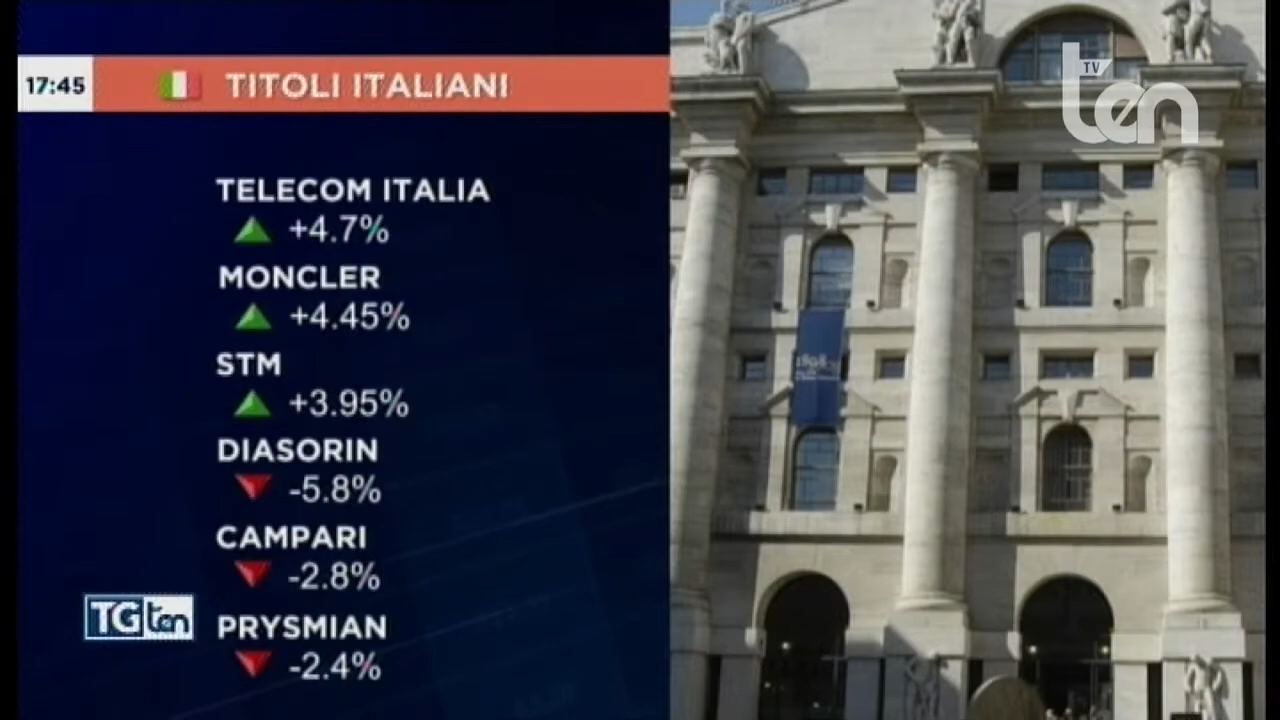 17:45
TITOLI ITALIANI
TELECOM ITALIA
+4.7%
MONCLER
+4.45%
STM
+3.95%
DIASORIN
-5.8%
CAMPARI
-2.8%
PRYSMIAN
-2.4%
TG ten
TV
ten
1808